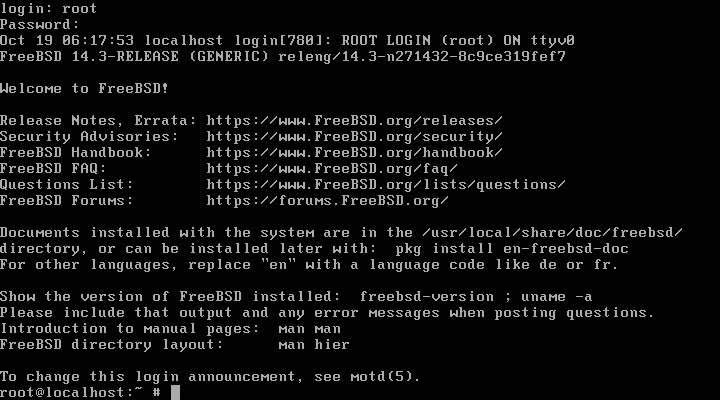 login: root
Password:
Oct 19 06:17:53 localhost login[780]: ROOT LOGIN (root) ON ttyv0
FreeBSD 14.3-RELEASE (GENERIC) releng/14.3-n271432-8c9ce319fef7

Welcome to FreeBSD!

Release Notes, Errata: https://www.FreeBSD.org/releases/
Security Advisories:   https://www.FreeBSD.org/security/
FreeBSD Handbook:      https://www.FreeBSD.org/handbook/
FreeBSD FAQ:           https://www.FreeBSD.org/faq/
Questions List:        https://www.FreeBSD.org/lists/questions/
FreeBSD Forums:        https://forums.FreeBSD.org/

Documents installed with the system are in the /usr/local/share/doc/freebsd/
directory, or can be installed later with:  pkg install en-freebsd-doc
For other languages, replace "en" with a language code like de or fr.

Show the version of FreeBSD installed:  freebsd-version ; uname -a
Please include that output and any error messages when posting questions.
Introduction to manual pages:  man man
FreeBSD directory layout:      man hier

To change this login announcement, see motd(5).
root@localhost:~ #